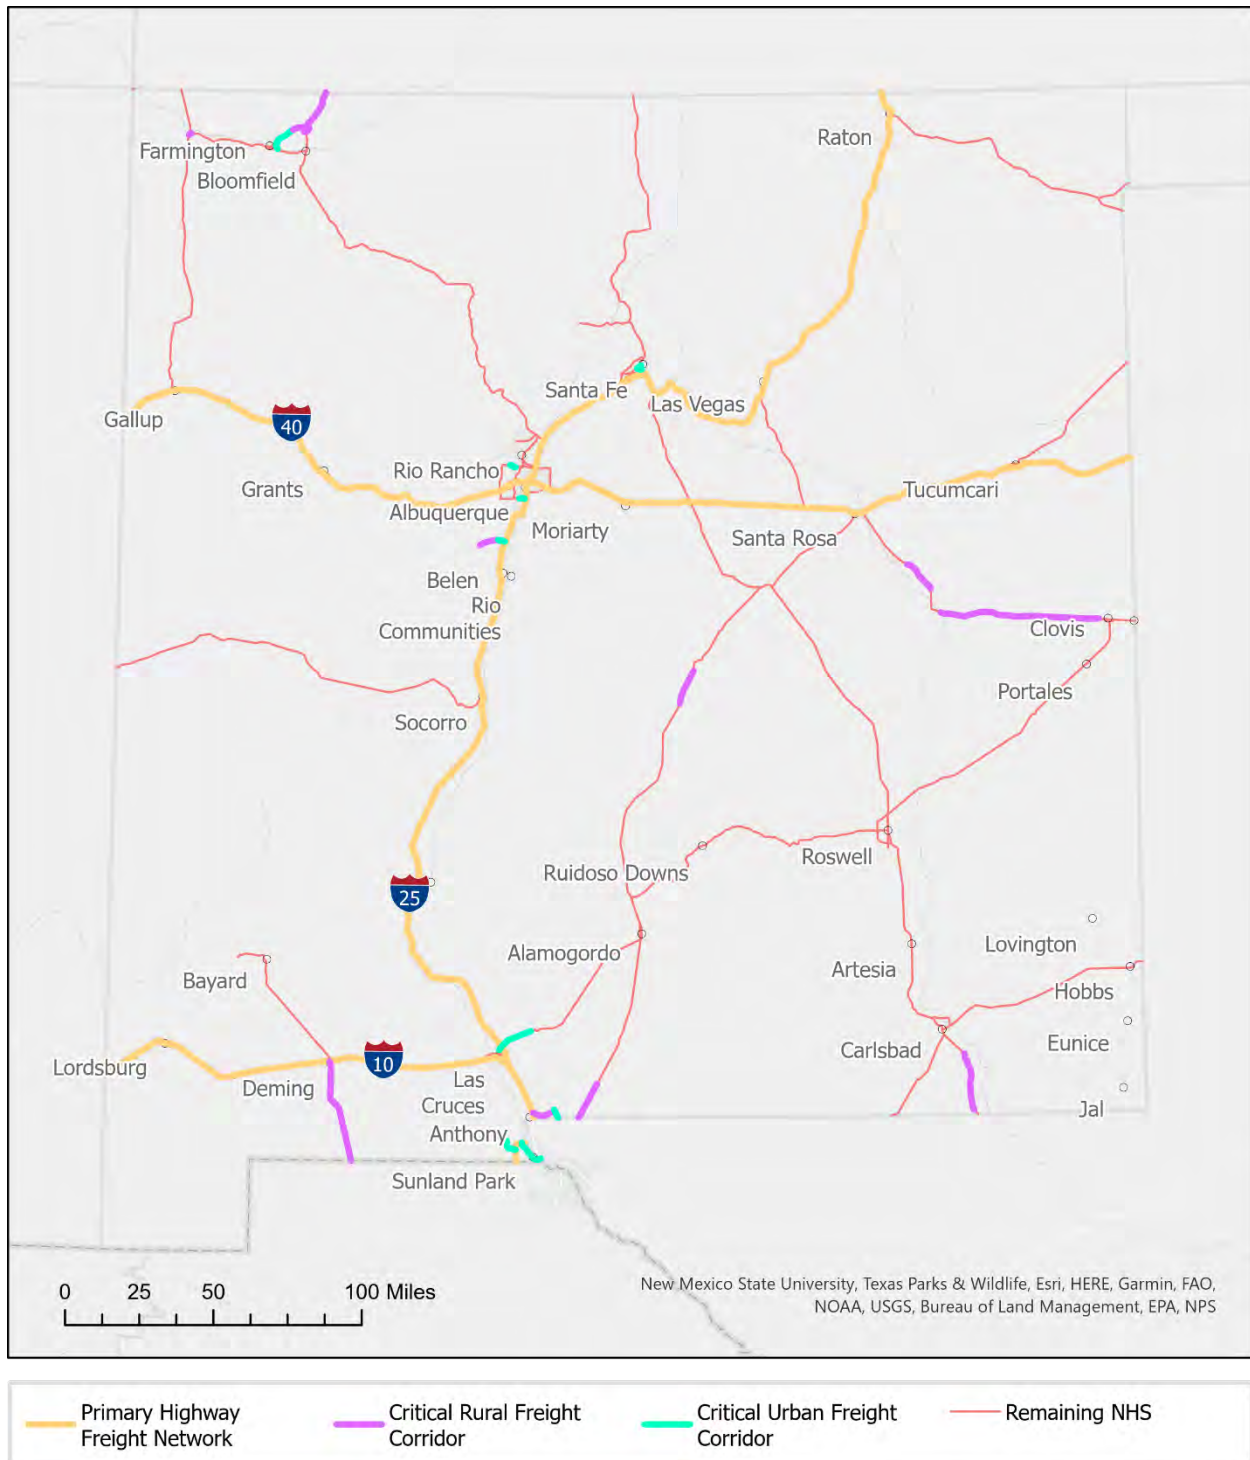 Raton
Farmington
Bloomfield
Santa Fe
Las Vegas
Gallup
40
Rio Rancho
Grants
Tucumcari
Albuquerque
Moriarty
Santa Rosa
Belen
Rio
Communities
Clovis
Portales
Socorro
Roswell
Ruidoso Downs
25
Lovington
Alamogordo
Artesia
Bayard
Hobbs
Eunice
Carlsbad
10
Lordsburg
Deming
Las
Cruces
Jal
Anthony
Sunland Park
0 25 50 100 Miles
New Mexico State University, Texas Parks & Wildlife, Esri, HERE, Garmin, FAO,
NOAA, USGS, Bureau of Land Management, EPA, NPS
Primary Highway
Freight Network
Critical Rural Freight
Corridor
Critical Urban Freight
Corridor
Remaining NHS